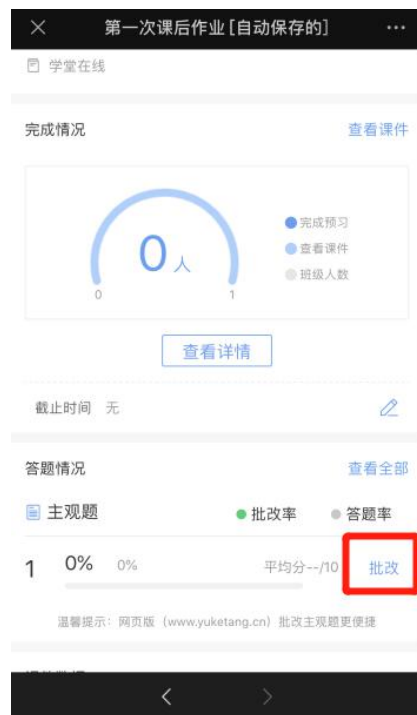 第一次课后作业[自动保存的]
学堂在线
完成情况 查看课件
完成预习
0人
查看课件
班级人数
0 1
查看详情
截止时间 无
答题情况 查看全部
主观题 批改率 答题率
1 0% 0% 平均分--/10 批改
温馨提示：网页版（www.yuketang.cn）批改主观题更便捷